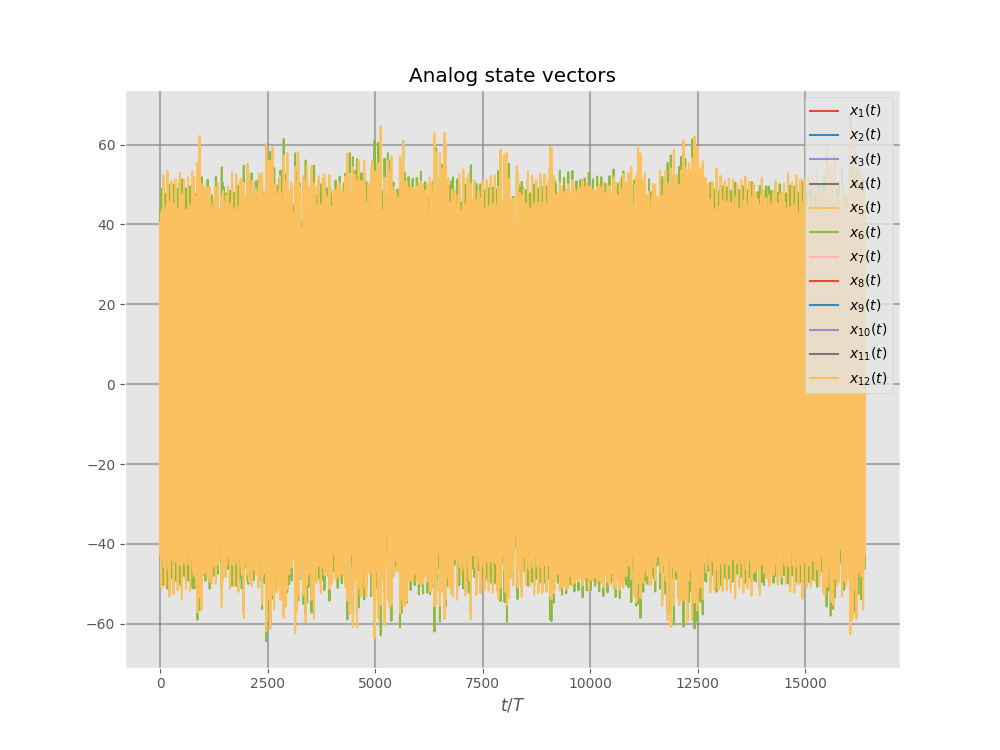 Analog state vectors
60
40
20
0
−20
−40
−60
0 2500 5000 7500 10000 12500 15000
t/T
x₁(t)
x₂(t)
x₃(t)
x₄(t)
x₅(t)
x₆(t)
x₇(t)
x₈(t)
x₉(t)
x₁₀(t)
x₁₁(t)
x₁₂(t)